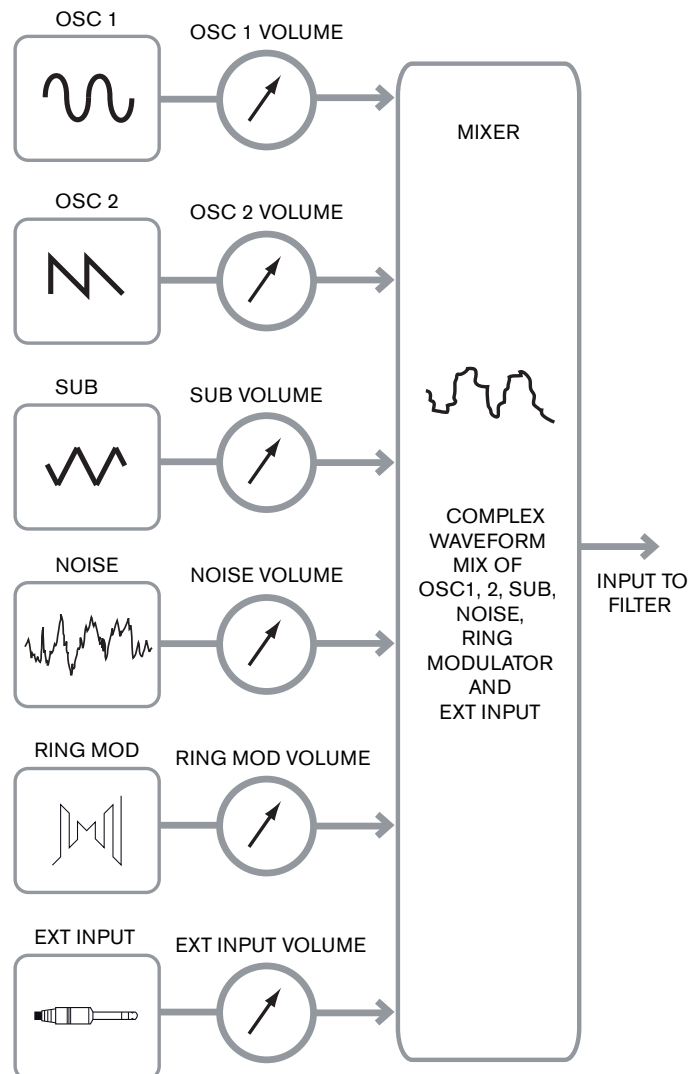 OSC 1
OSC 1 VOLUME
MIXER
OSC 2
OSC 2 VOLUME
SUB
SUB VOLUME
COMPLEX
WAVEFORM
MIX OF
OSC1, 2, SUB,
NOISE,
RING
MODULATOR
AND
EXT INPUT
INPUT TO
FILTER
NOISE
NOISE VOLUME
RING MOD
RING MOD VOLUME
EXT INPUT
EXT INPUT VOLUME